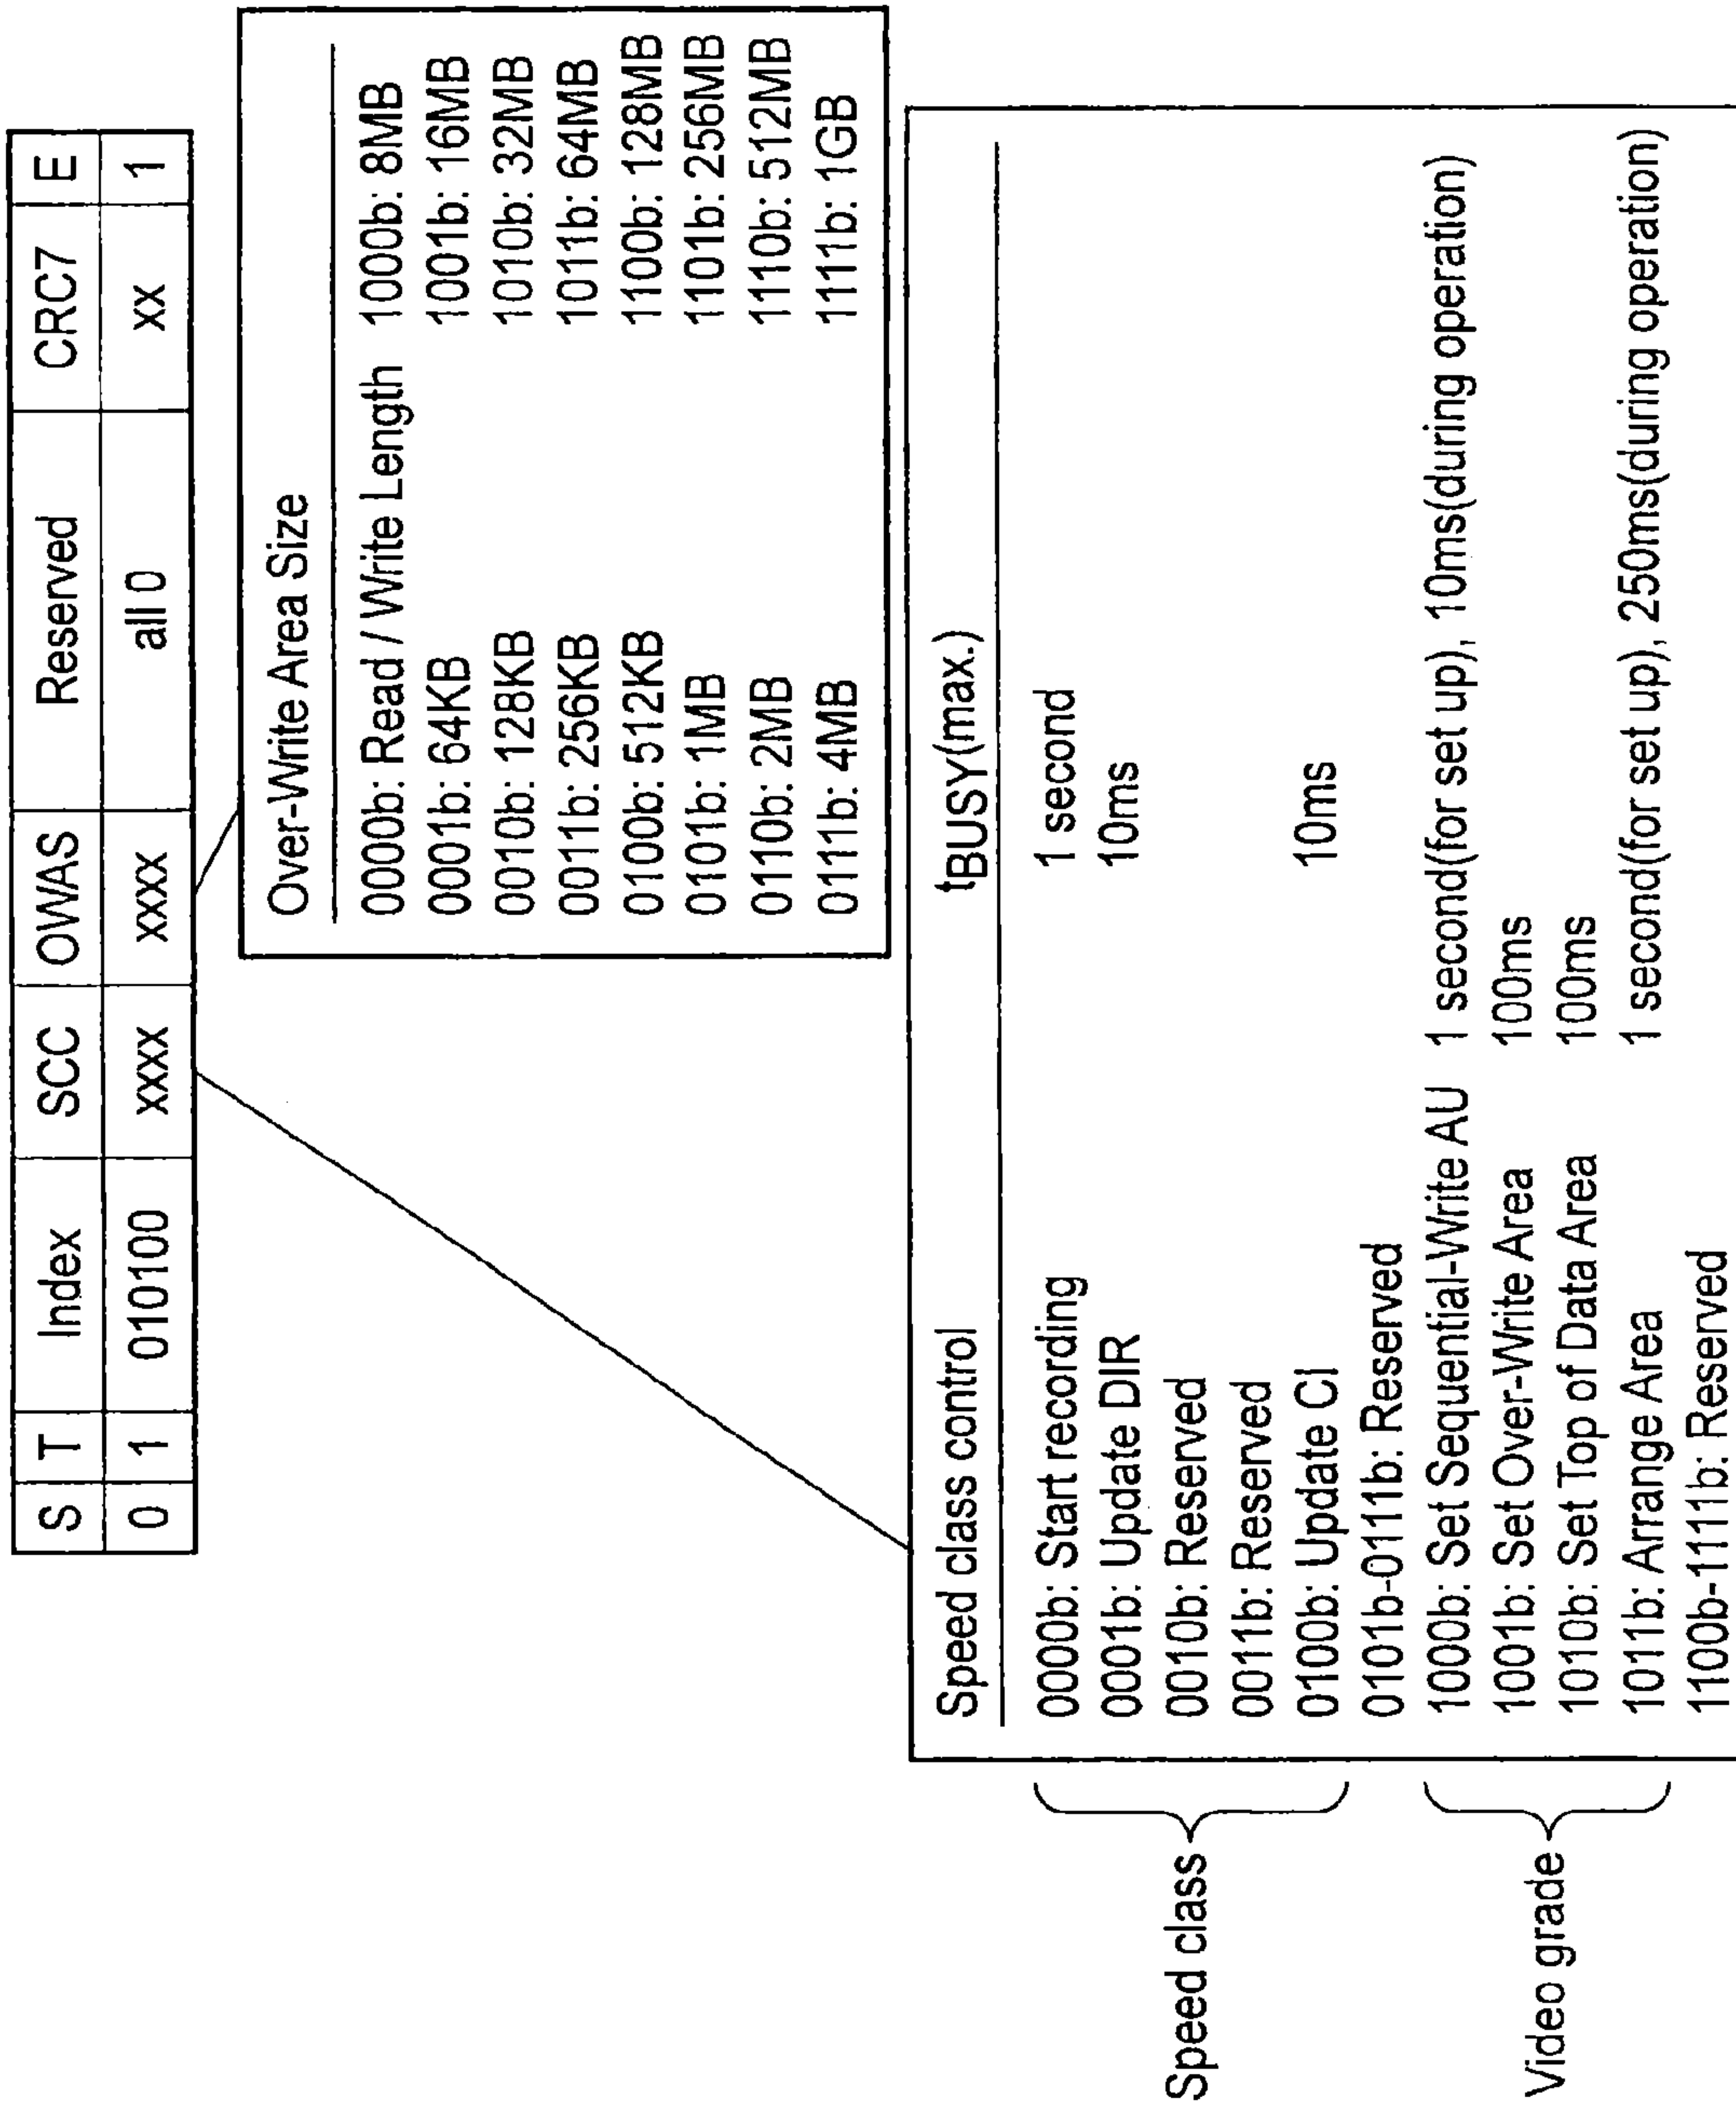 S T Index SCC OWAS Reserved CRC7 E
0 1 010100 xxxx xxxx all 0 xx 1
Over-Write Area Size
0000b: Read / Write Length 1000b: 8MB
0001b: 64KB 1001b: 16MB
0010b: 128KB 1010b: 32MB
0011b: 256KB 1011b: 64MB
0100b: 512KB 1100b: 128MB
0101b: 1MB 1101b: 256MB
0110b: 2MB 1110b: 512MB
0111b: 4MB 1111b: 1GB
Speed class control tBUSY(max.)
0000b: Start recording 1 second
0001b: Update DIR 10ms
0010b: Reserved
0011b: Reserved
0100b: Update CI 10ms
0101b-0111b: Reserved
1000b: Set Sequential-Write AU 1 second(for set up), 10ms(during operation)
1001b: Set Over-Write Area 100ms
1010b: Set Top of Data Area 100ms
1011b: Arrange Area 1 second(for set up), 250ms(during operation)
1100b-1111b: Reserved
Speed class
Video grade